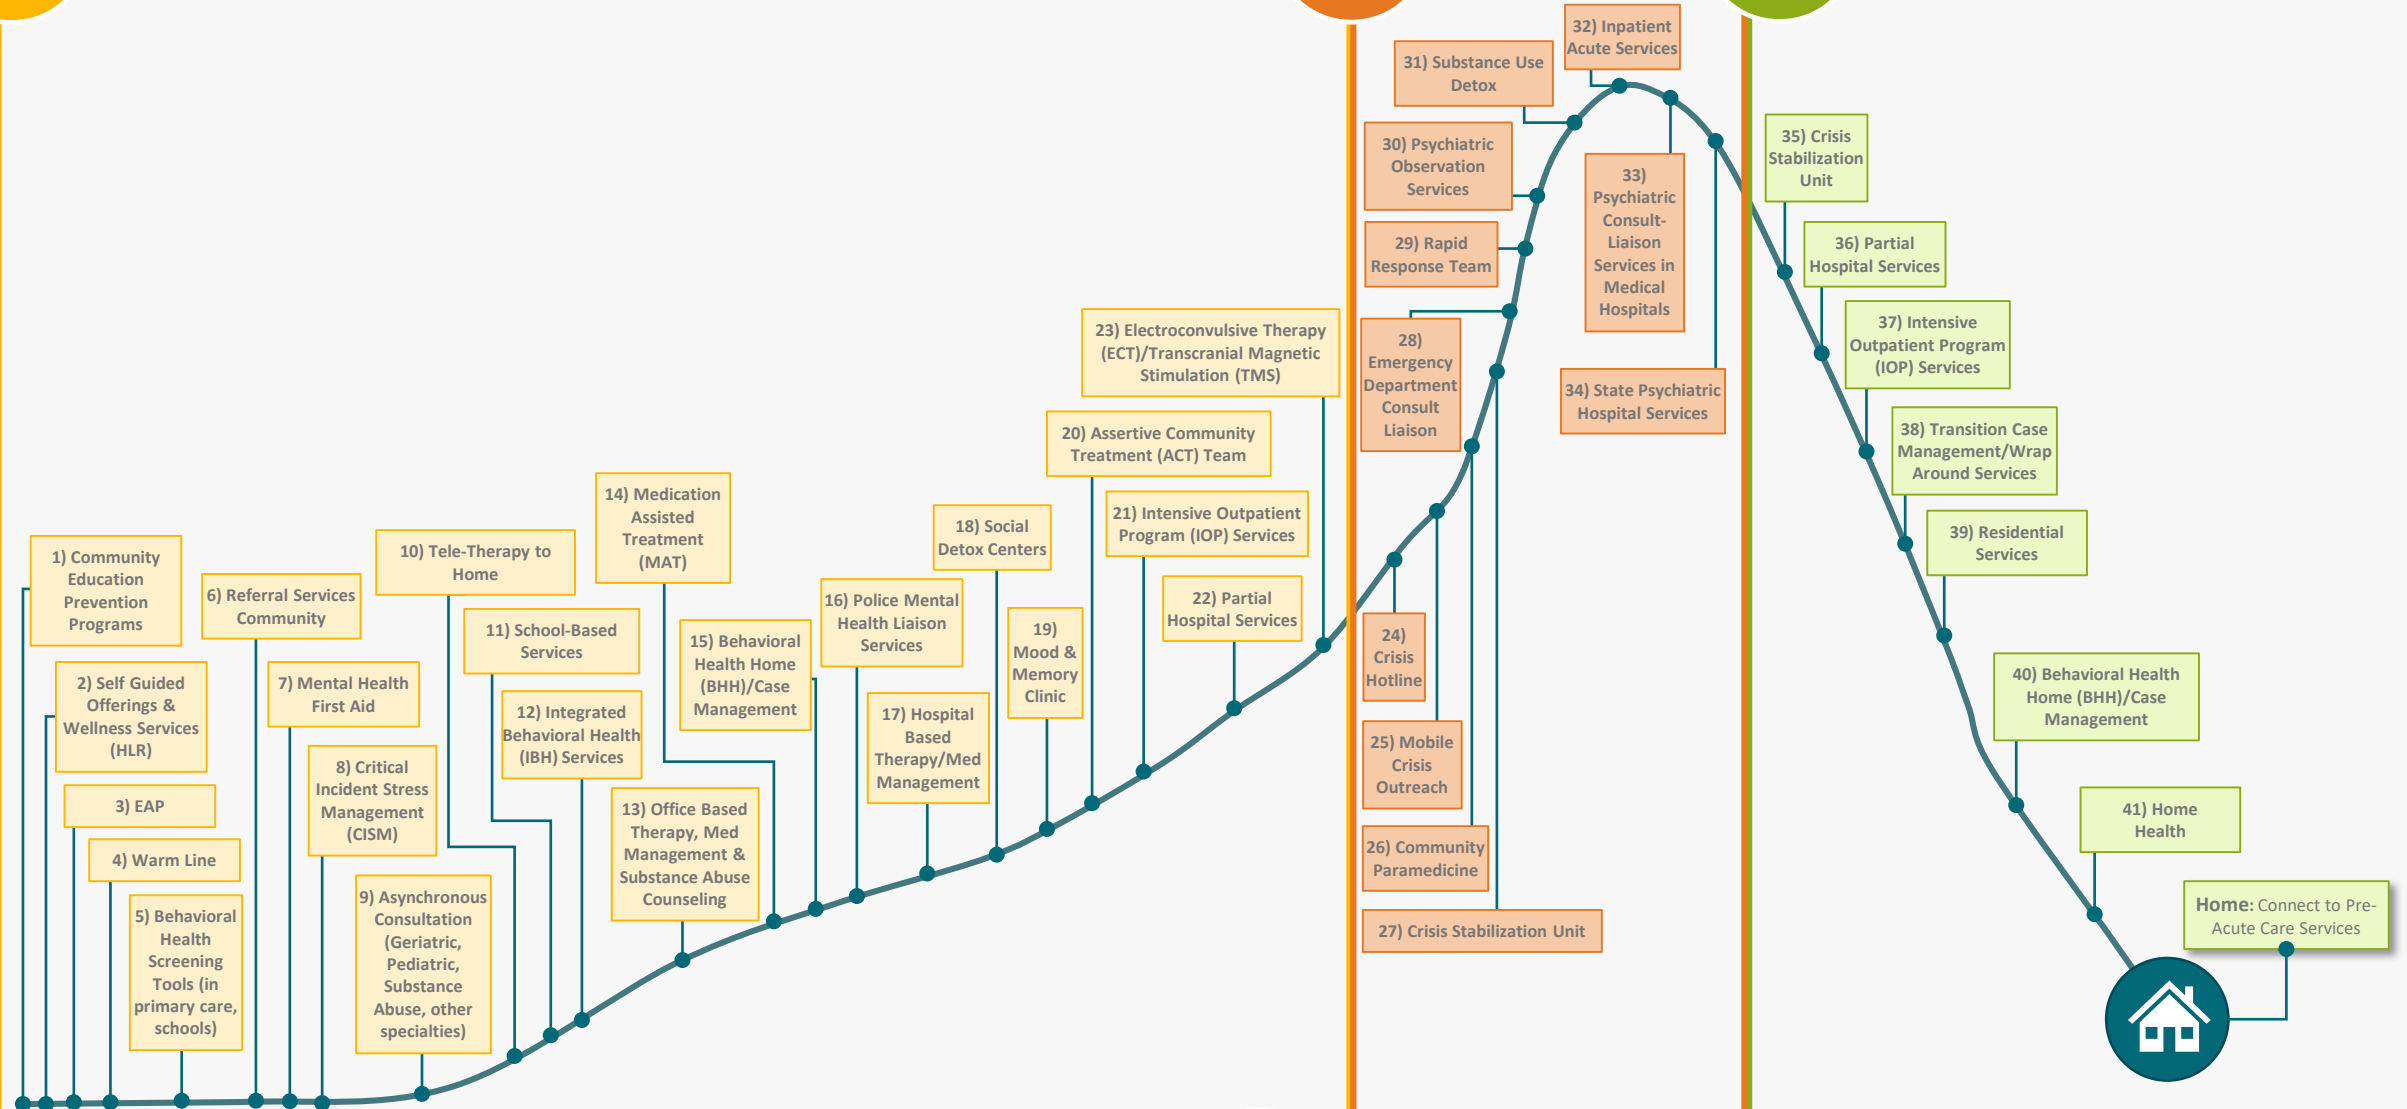 1) Community
Education
Prevention
Programs
2) Self Guided
Offerings &
Wellness Services
(HLR)
3) EAP
4) Warm Line
5) Behavioral
Health
Screening
Tools (in
primary care,
schools)
6) Referral Services
Community
7) Mental Health
First Aid
8) Critical
Incident Stress
Management
(CISM)
9) Asynchronous
Consultation
(Geriatric,
Pediatric,
Substance
Abuse, other
specialties)
10) Tele-Therapy to
Home
11) School-Based
Services
12) Integrated
Behavioral Health
(IBH) Services
13) Office Based
Therapy, Med
Management &
Substance Abuse
Counseling
14) Medication
Assisted
Treatment
(MAT)
15) Behavioral
Health Home
(BHH)/Case
Management
16) Police Mental
Health Liaison
Services
17) Hospital
Based
Therapy/Med
Management
18) Social
Detox Centers
19)
Mood &
Memory
Clinic
20) Assertive Community
Treatment (ACT) Team
21) Intensive Outpatient
Program (IOP) Services
22) Partial
Hospital Services
23) Electroconvulsive Therapy
(ECT)/Transcranial Magnetic
Stimulation (TMS)
24)
Crisis
Hotline
25) Mobile
Crisis
Outreach
26) Community
Paramedicine
27) Crisis Stabilization Unit
28)
Emergency
Department
Consult
Liaison
29) Rapid
Response Team
30) Psychiatric
Observation
Services
31) Substance Use
Detox
32) Inpatient
Acute Services
33)
Psychiatric
Consult-
Liaison
Services in
Medical
Hospitals
34) State Psychiatric
Hospital Services
35) Crisis
Stabilization
Unit
36) Partial
Hospital Services
37) Intensive
Outpatient Program
(IOP) Services
38) Transition Case
Management/Wrap
Around Services
39) Residential
Services
40) Behavioral Health
Home (BHH)/Case
Management
41) Home
Health
Home: Connect to Pre-
Acute Care Services